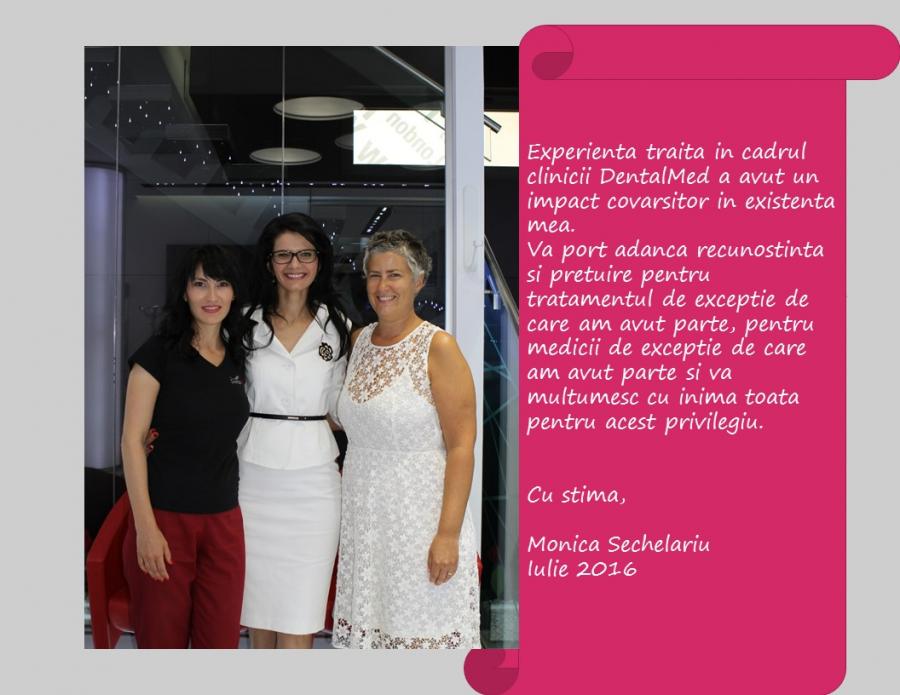 Experienta traita in cadrul
clinicii DentalMed a avut un
impact covarsitor in existenta
mea.
Va port adanca recunostinta
si pretuire pentru
tratamentul de exceptie de
care am avut parte, pentru
medicii de exceptie de care
am avut parte si va
multumesc cu inima toata
pentru acest privilegiu.
Cu stima,
Monica Sechelariu
Iulie 2016